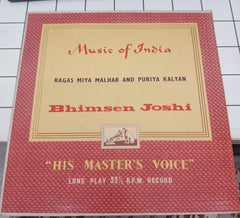 Music of India
RAGAS MIYA MALHAR AND PURIYA KALYAN
Bhimsen Joshi
"HIS MASTER'S VOICE"
LONG PLAY 33⅓ R.P.M. RECORD